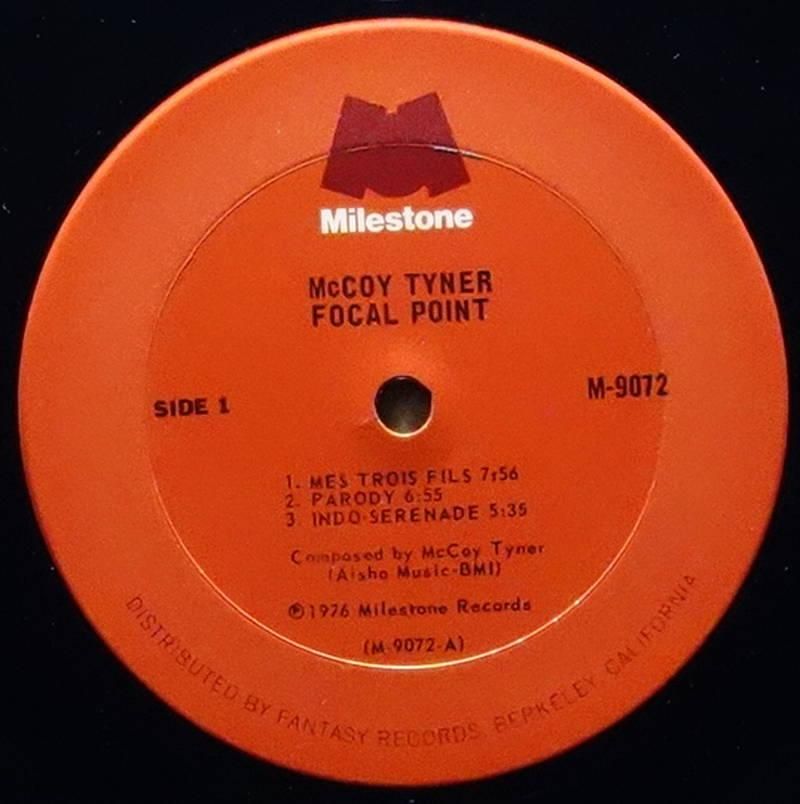 Milestone
McCOY TYNER
FOCAL POINT
SIDE 1
M-9072
1. MES TROIS FILS 7:56
2. PARODY 6:55
3 INDO-SERENADE 5:35
Composed by McCoy Tyner
(Aisha Music-BMI)
℗1976 Milestone Records
(M-9072-A)
DISTRIBUTED BY FANTASY RECORDS, BERKELEY, CALIFORNIA